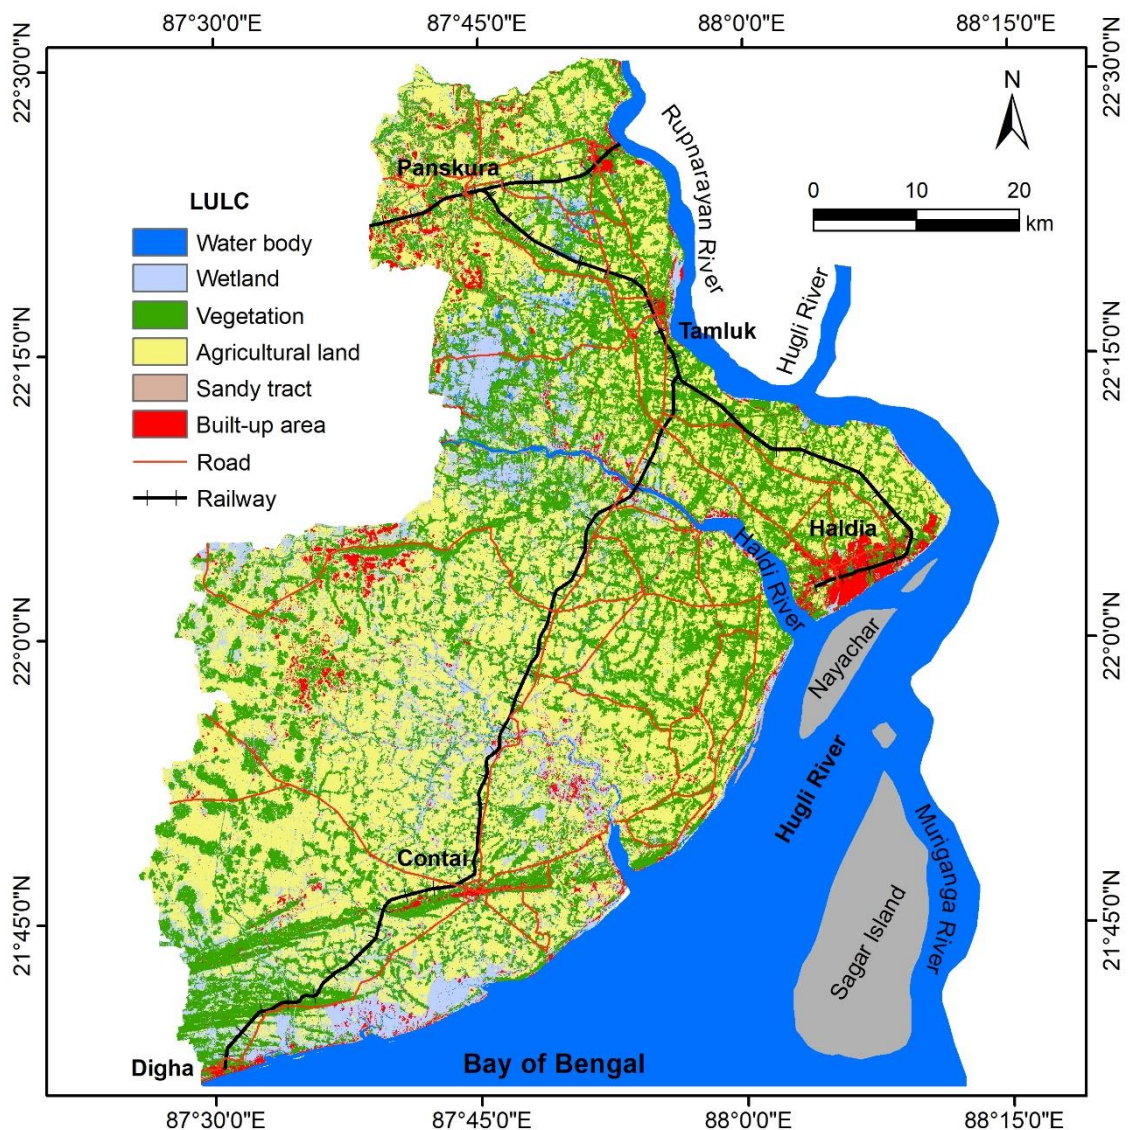 87°30'0"E 87°45'0"E 88°0'0"E 88°15'0"E
22°30'0"N
22°30'0"N
N
0 10 20
km
Rupnarayan River
Panskura
LULC
Water body
Wetland
Vegetation
Agricultural land
Sandy tract
Built-up area
Road
Railway
Hugli River
Tamluk
22°15'0"N
22°15'0"N
Haldia
Haldi River
22°0'0"N
22°0'0"N
Nayachar
Hugli River
Muriganga River
Contai
Sagar Island
21°45'0"N
21°45'0"N
Digha
Bay of Bengal
87°30'0"E 87°45'0"E 88°0'0"E 88°15'0"E